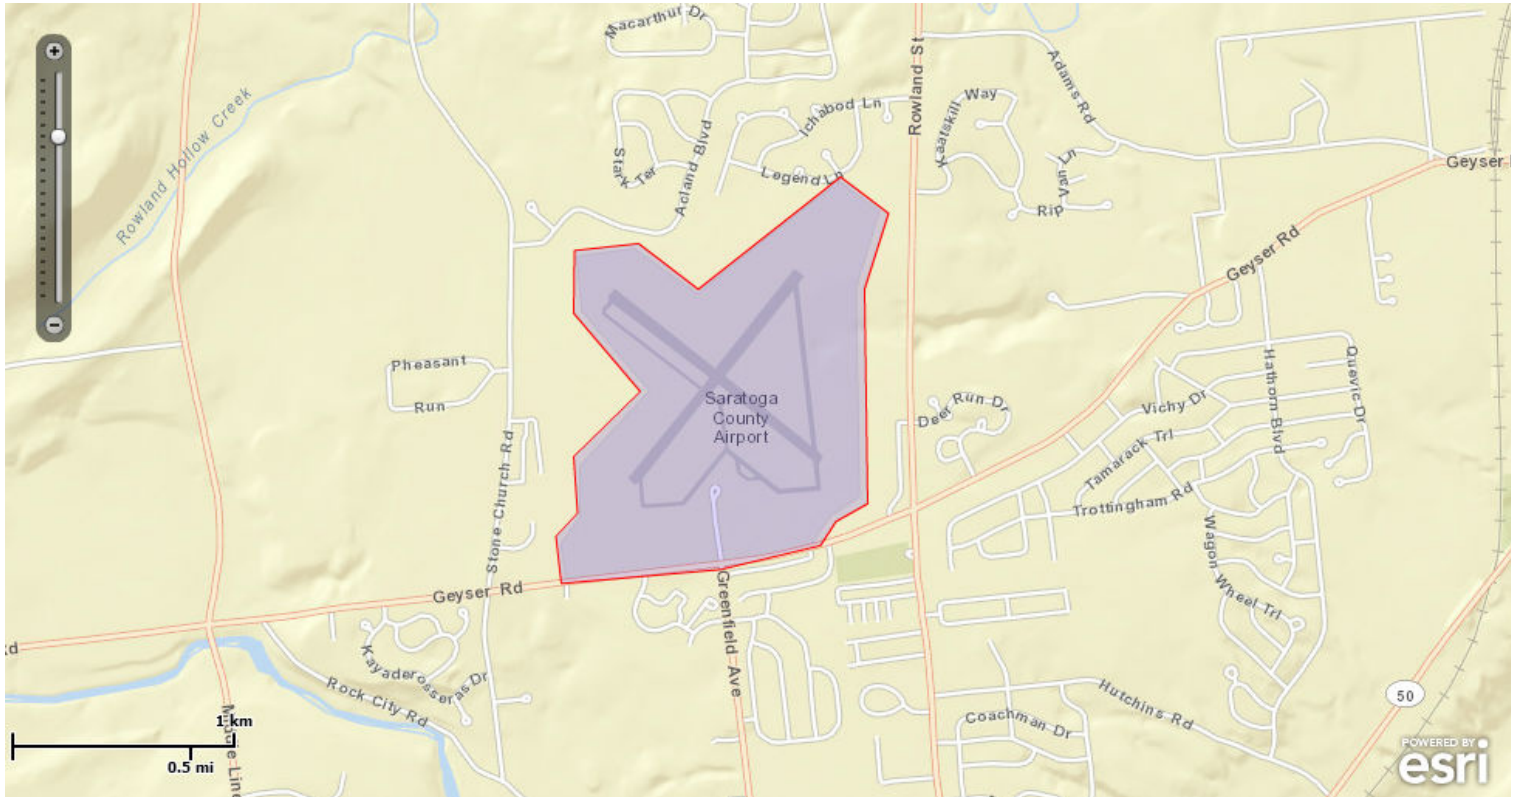 Macarthur Dr
Rowland St
Adams Rd
Kaatskill Way
Ichabod Ln
Acland Blvd
Stark Ter
Legend Ln
Van Ln
Rip
Geyser
Rowland Hollow Creek
Geyser Rd
Pheasant
Run
Saratoga
County
Airport
Deer Run Dr
Vichy Dr
Hathorn Blvd
Quevic Dr
Tamarack Trl
Trottingham Rd
Stone Church Rd
Wagon Wheel Trl
Geyser Rd
Greenfield Ave
Rd
Kayaderosseras Dr
Rock City Rd
Hutchins Rd
50
Coachman Dr
Middle Line
1 km
0.5 mi
POWERED BY
esri